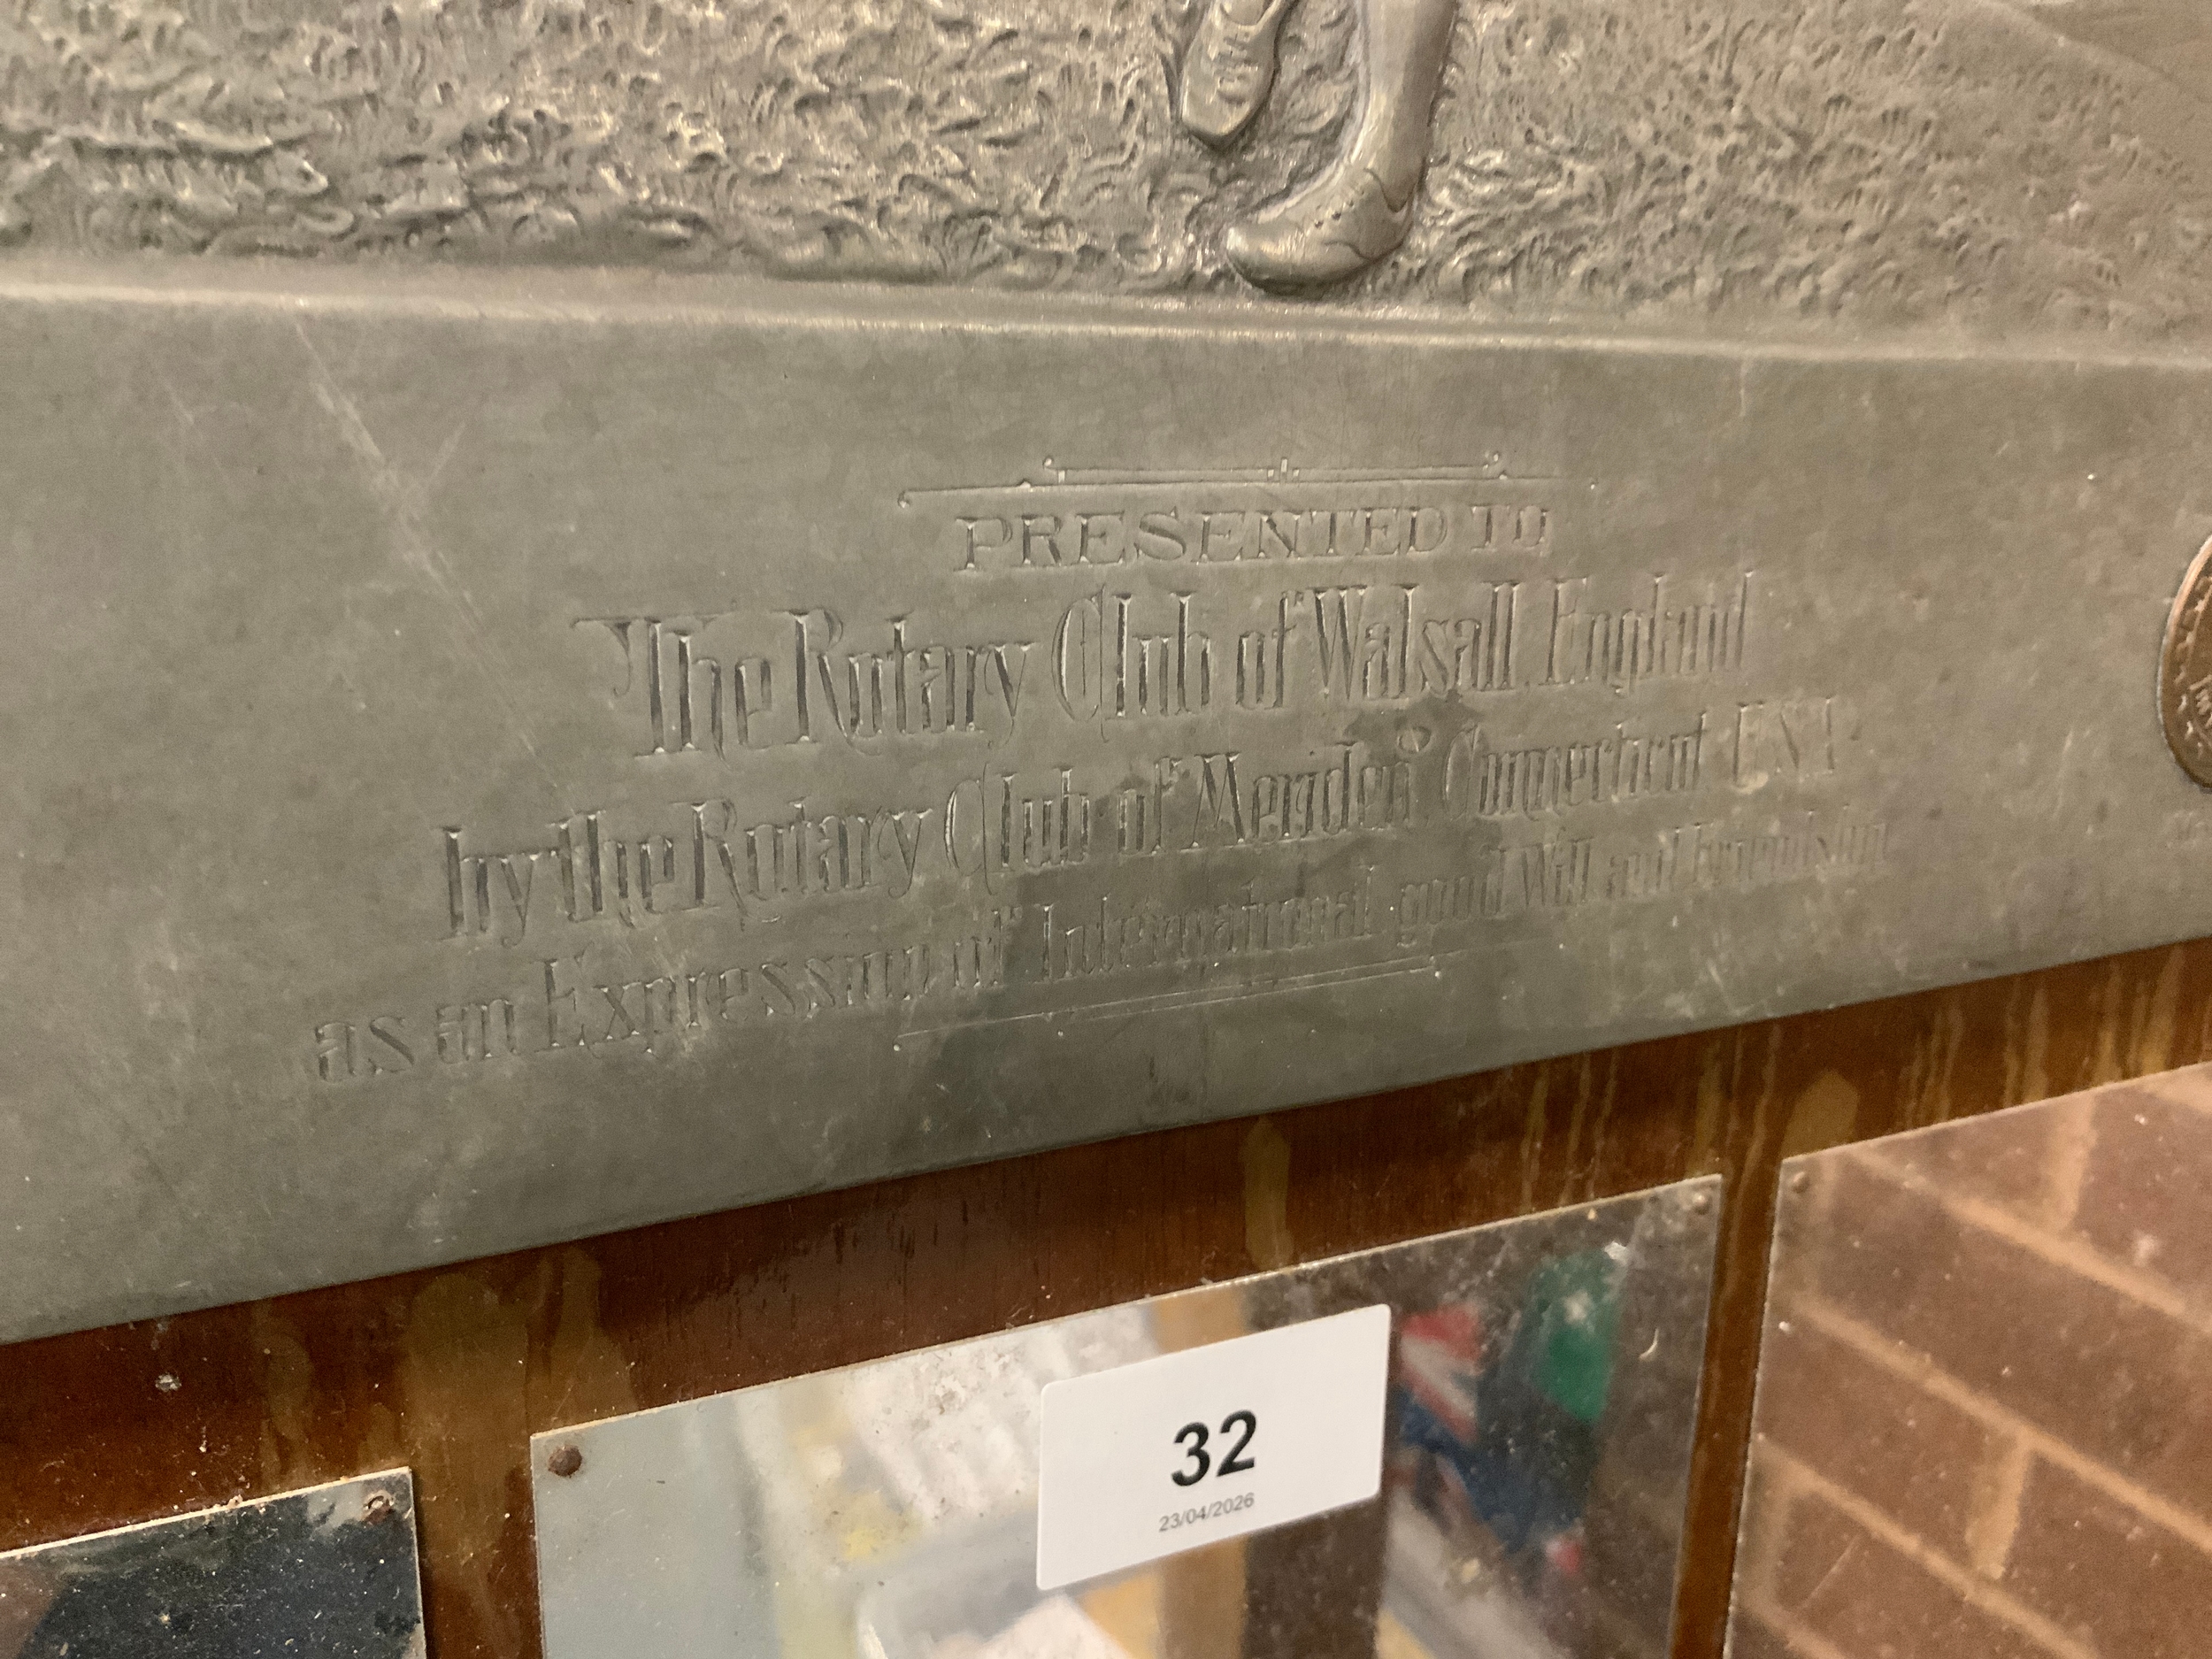 PRESENTED TO
The Rotary Club of Walsall, England
by the Rotary Club of Meriden Connecticut USA
as an Expression of International good Will and Friendship
32
23/04/2026